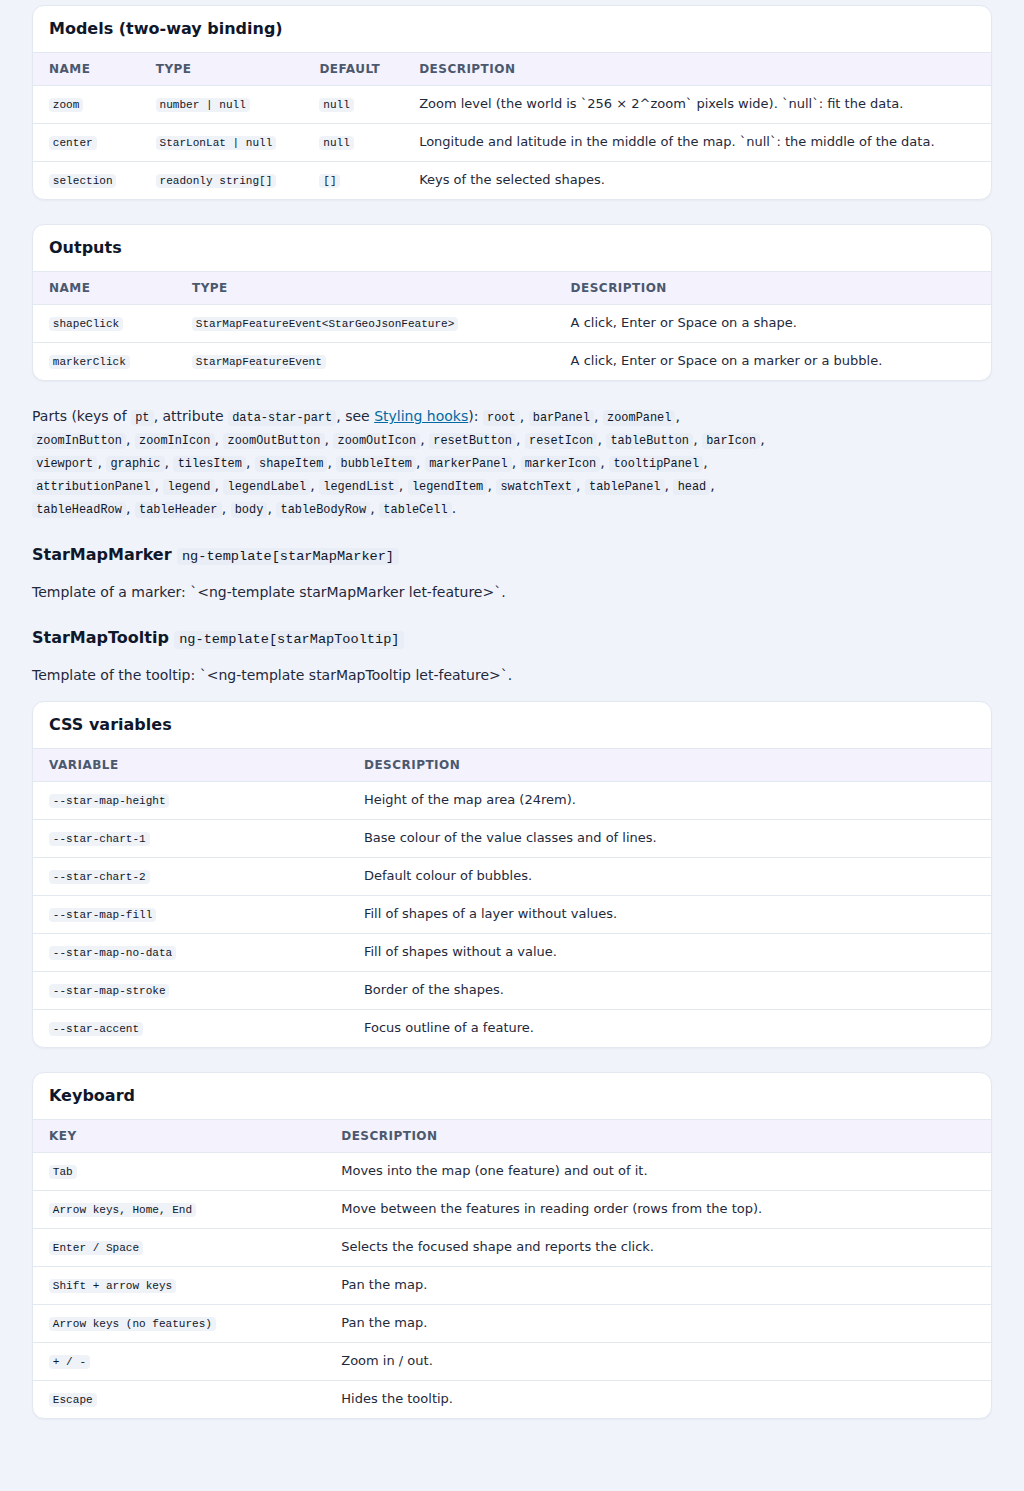 Models (two-way binding)
NAME TYPE DEFAULT DESCRIPTION
zoom number | null null Zoom level (the world is `256 × 2^zoom` pixels wide). `null`: fit the data.
center StarLonLat | null null Longitude and latitude in the middle of the map. `null`: the middle of the data.
selection readonly string[] [] Keys of the selected shapes.
Outputs
NAME TYPE DESCRIPTION
shapeClick StarMapFeatureEvent<StarGeoJsonFeature> A click, Enter or Space on a shape.
markerClick StarMapFeatureEvent A click, Enter or Space on a marker or a bubble.
Parts (keys of pt, attribute data-star-part, see Styling hooks): root, barPanel, zoomPanel,
zoomInButton, zoomInIcon, zoomOutButton, zoomOutIcon, resetButton, resetIcon, tableButton, barIcon,
viewport, graphic, tilesItem, shapeItem, bubbleItem, markerPanel, markerIcon, tooltipPanel,
attributionPanel, legend, legendLabel, legendList, legendItem, swatchText, tablePanel, head,
tableHeadRow, tableHeader, body, tableBodyRow, tableCell.
StarMapMarker ng-template[starMapMarker]
Template of a marker: `<ng-template starMapMarker let-feature>`.
StarMapTooltip ng-template[starMapTooltip]
Template of the tooltip: `<ng-template starMapTooltip let-feature>`.
CSS variables
VARIABLE DESCRIPTION
--star-map-height Height of the map area (24rem).
--star-chart-1 Base colour of the value classes and of lines.
--star-chart-2 Default colour of bubbles.
--star-map-fill Fill of shapes of a layer without values.
--star-map-no-data Fill of shapes without a value.
--star-map-stroke Border of the shapes.
--star-accent Focus outline of a feature.
Keyboard
KEY DESCRIPTION
Tab Moves into the map (one feature) and out of it.
Arrow keys, Home, End Move between the features in reading order (rows from the top).
Enter / Space Selects the focused shape and reports the click.
Shift + arrow keys Pan the map.
Arrow keys (no features) Pan the map.
+ / - Zoom in / out.
Escape Hides the tooltip.